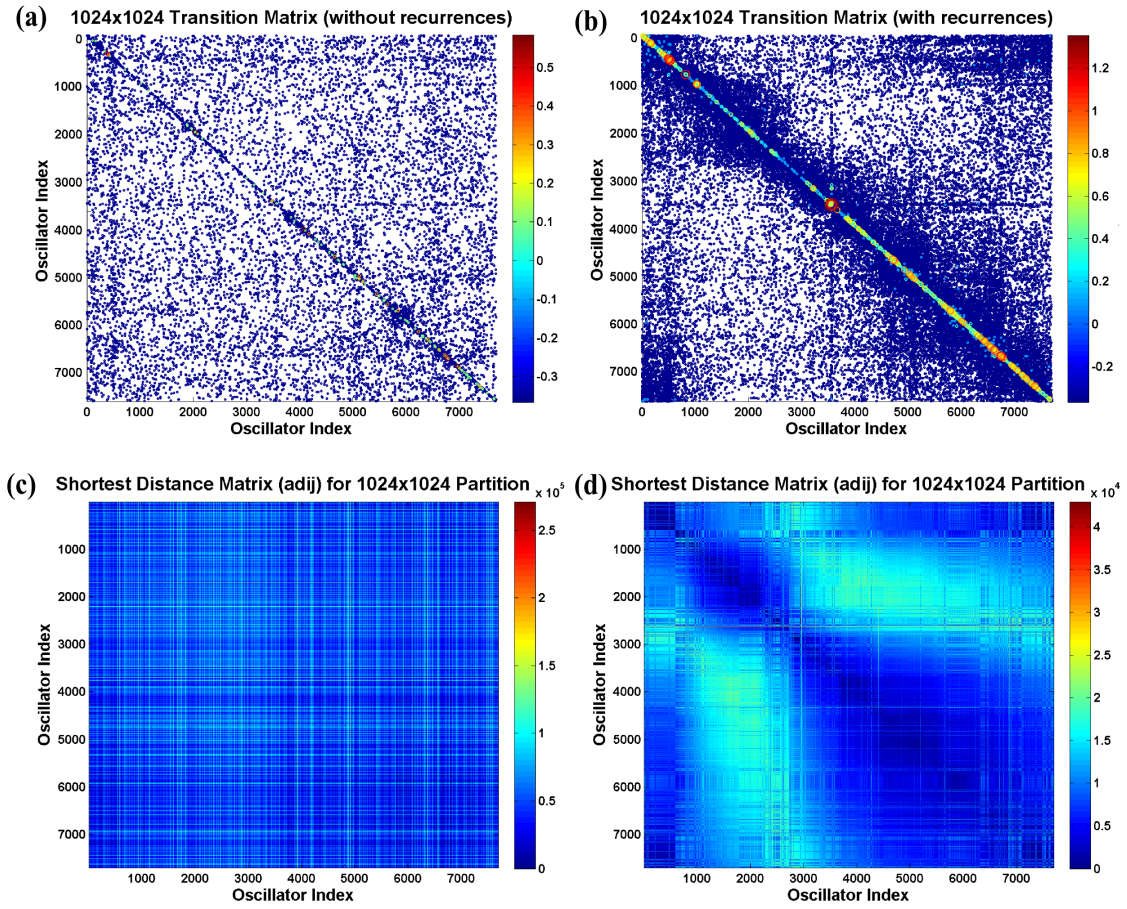 (a)
1024x1024 Transition Matrix (without recurrences)
0
1000
2000
3000
4000
5000
6000
7000
Oscillator Index
0 1000 2000 3000 4000 5000 6000 7000
Oscillator Index
0.5
0.4
0.3
0.2
0.1
0
-0.1
-0.2
-0.3
(b)
1024x1024 Transition Matrix (with recurrences)
0
1000
2000
3000
4000
5000
6000
7000
Oscillator Index
0 1000 2000 3000 4000 5000 6000 7000
Oscillator Index
1.2
1
0.8
0.6
0.4
0.2
0
-0.2
(c)
Shortest Distance Matrix (adij) for 1024x1024 Partition
x 10^5
1000
2000
3000
4000
5000
6000
7000
Oscillator Index
1000 2000 3000 4000 5000 6000 7000
Oscillator Index
2.5
2
1.5
1
0.5
0
(d)
Shortest Distance Matrix (adij) for 1024x1024 Partition
x 10^4
1000
2000
3000
4000
5000
6000
7000
Oscillator Index
1000 2000 3000 4000 5000 6000 7000
Oscillator Index
4
3.5
3
2.5
2
1.5
1
0.5
0